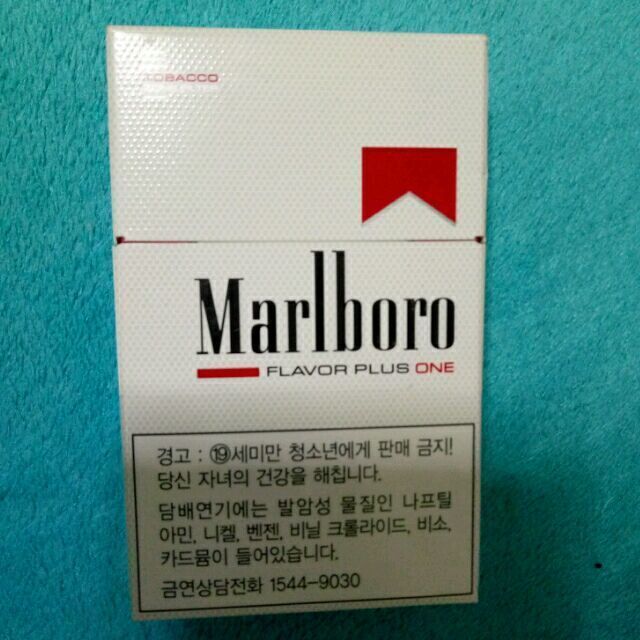 TOBACCO
Marlboro
FLAVOR PLUS ONE
경고 : ⑲세미만 청소년에게 판매 금지!
당신 자녀의 건강을 해칩니다.
담배연기에는 발암성 물질인 나프틸
아민, 니켈, 벤젠, 비닐 크롤라이드, 비소,
카드뮴이 들어있습니다.
금연상담전화 1544-9030